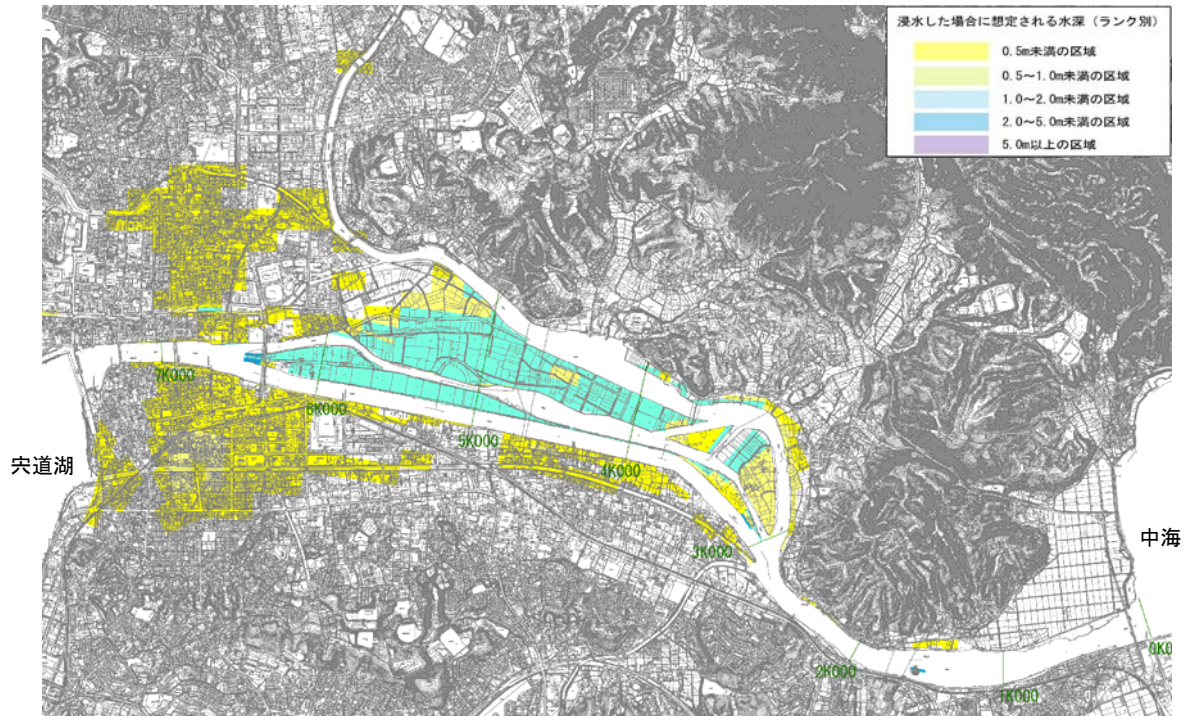 浸水した場合に想定される水深（ランク別）
0.5m未満の区域
0.5～1.0m未満の区域
1.0～2.0m未満の区域
2.0～5.0m未満の区域
5.0m以上の区域
7K000
6K000
5K000
4K000
宍道湖
中海
3K000
2K000
0K0
1K000